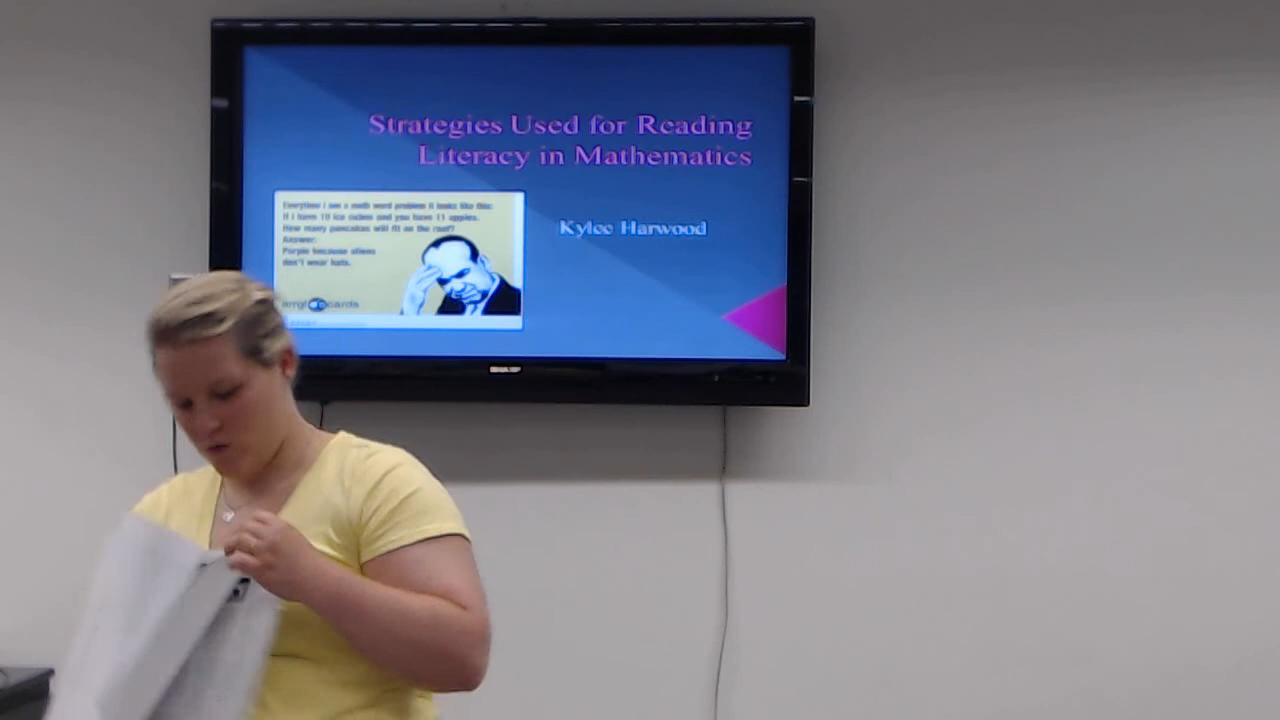 Strategies Used for Reading
Literacy in Mathematics
Everytime I see a math word problem it looks like this:
If I have 10 ice cubes and you have 11 apples.
How many pancakes will fit on the roof?
Answer:
Purple because aliens
don't wear hats.
Kylee Harwood
cards
SHARP